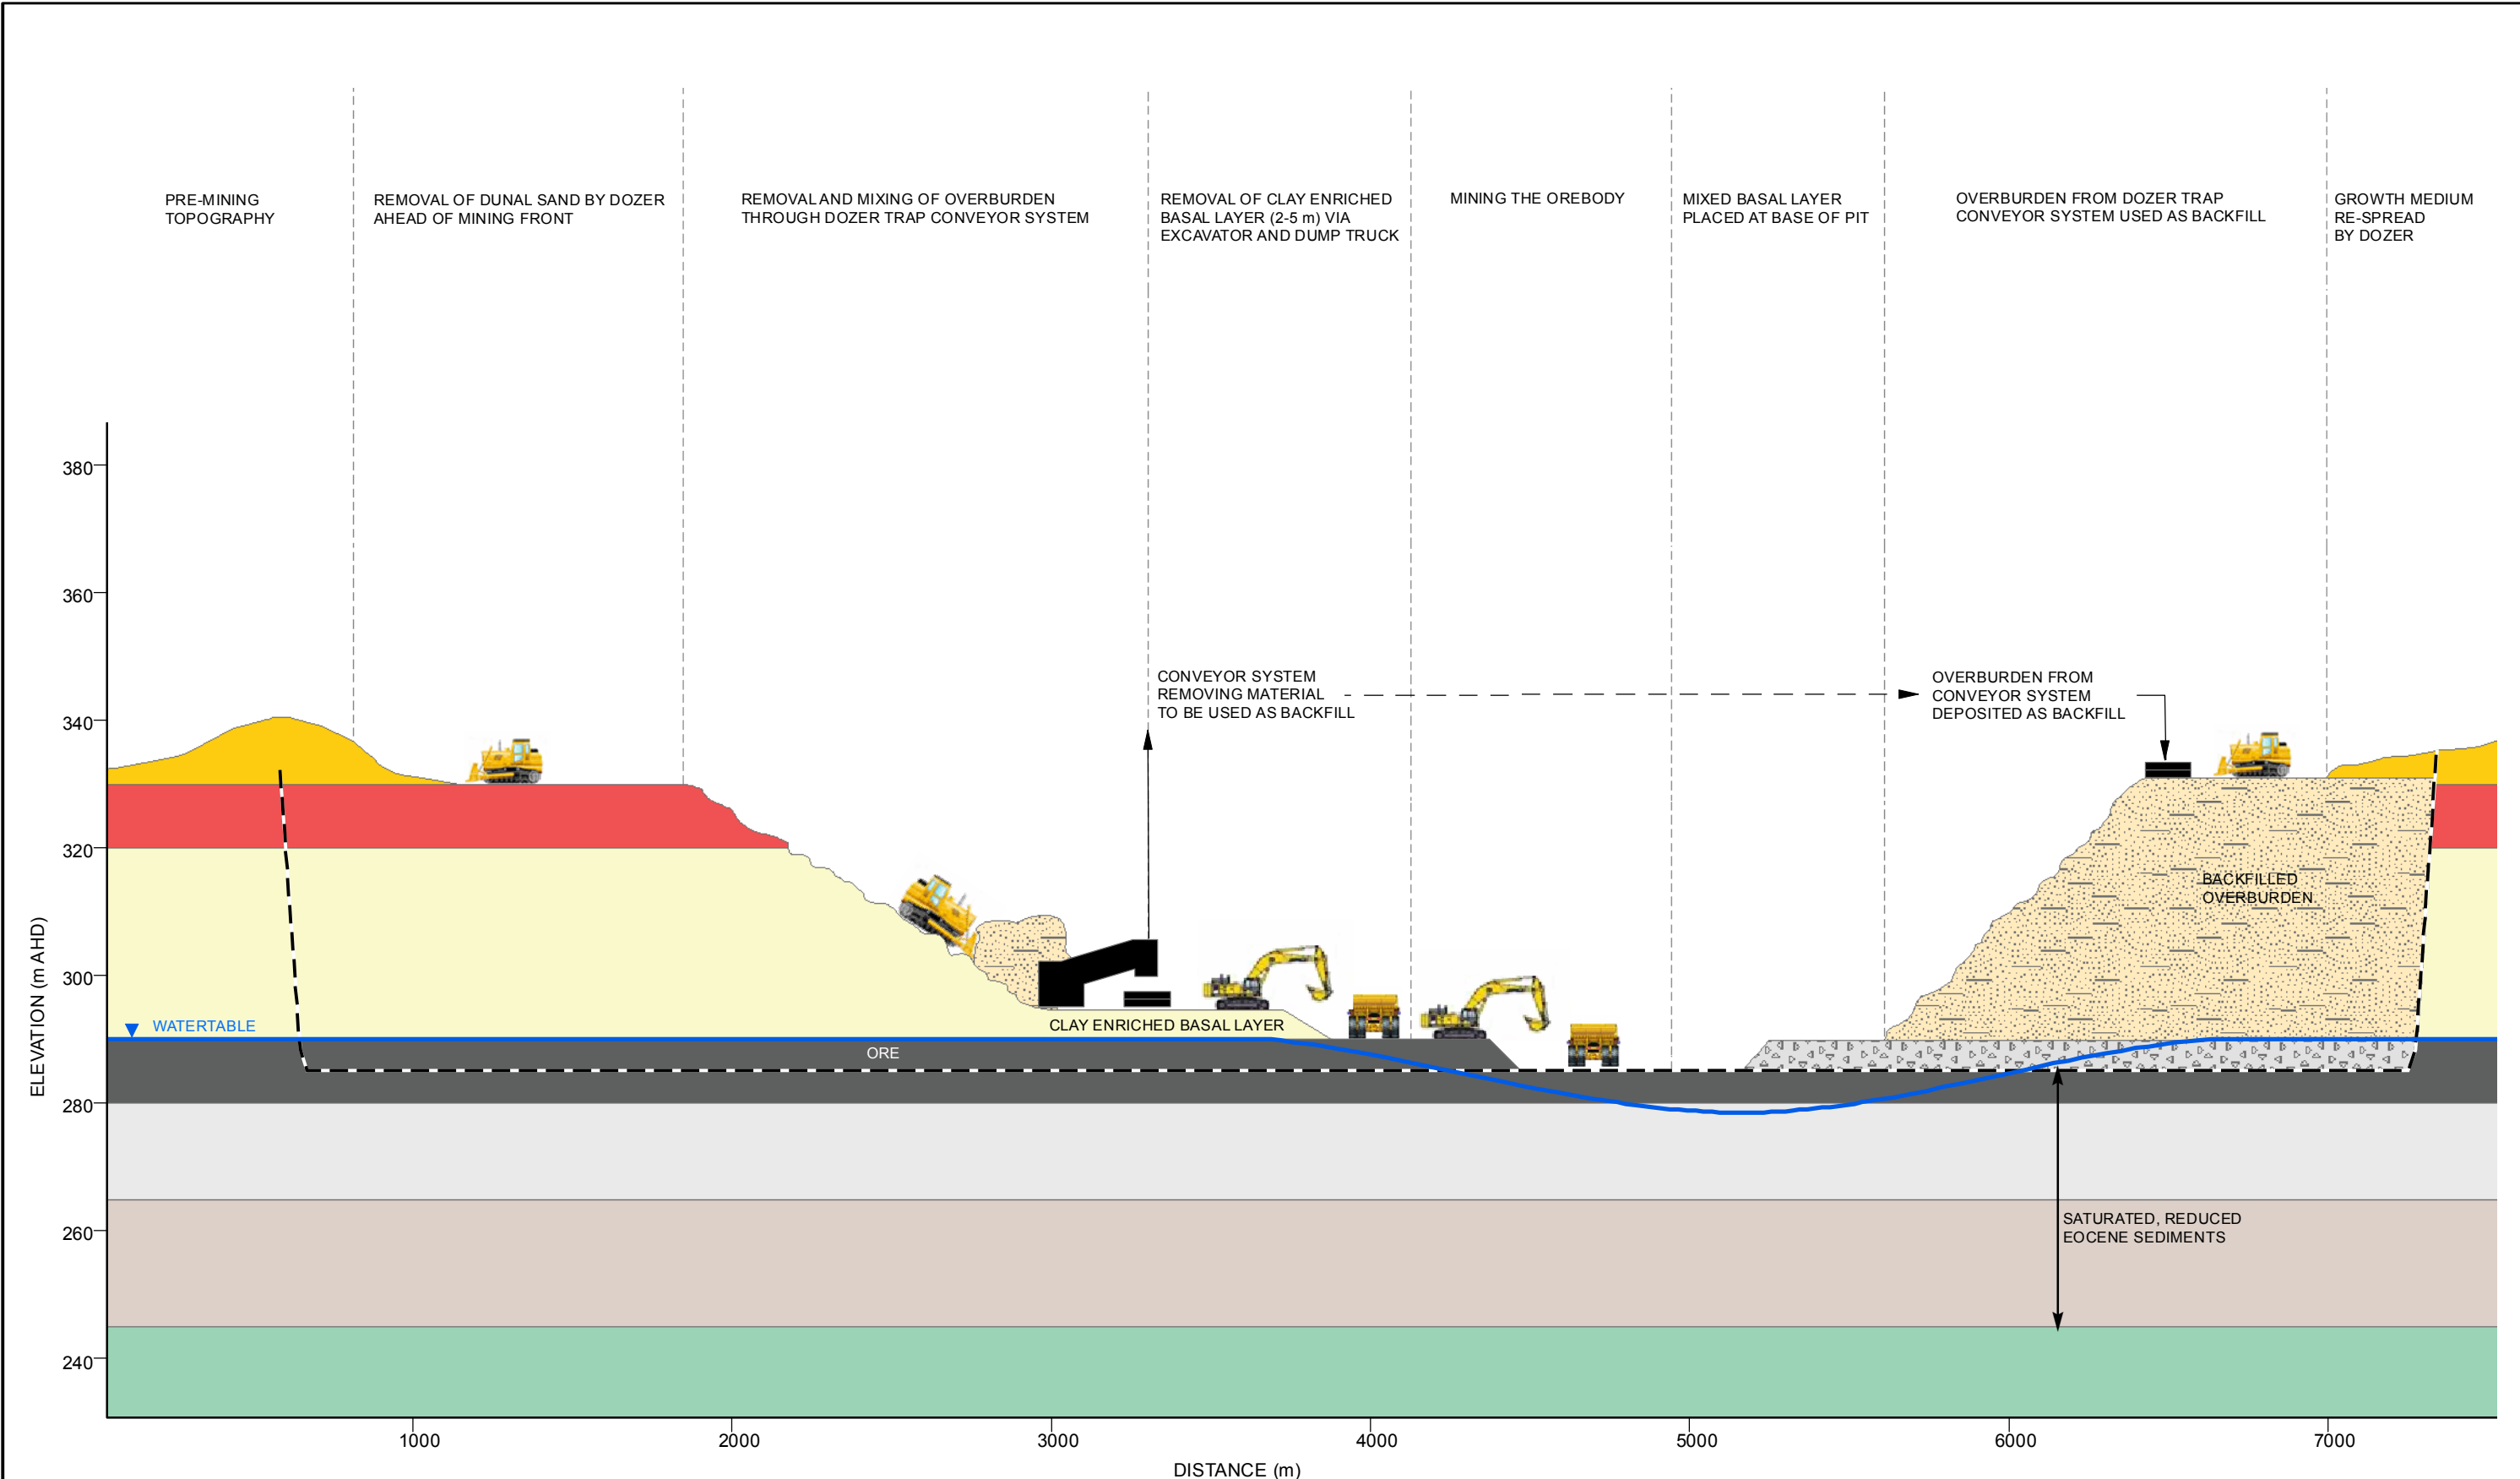 PRE-MINING
TOPOGRAPHY
REMOVAL OF DUNAL SAND BY DOZER
AHEAD OF MINING FRONT
REMOVAL AND MIXING OF OVERBURDEN
THROUGH DOZER TRAP CONVEYOR SYSTEM
REMOVAL OF CLAY ENRICHED
BASAL LAYER (2-5 m) VIA
EXCAVATOR AND DUMP TRUCK
MINING THE OREBODY
MIXED BASAL LAYER
PLACED AT BASE OF PIT
OVERBURDEN FROM DOZER TRAP
CONVEYOR SYSTEM USED AS BACKFILL
GROWTH MEDIUM
RE-SPREAD
BY DOZER
CONVEYOR SYSTEM
REMOVING MATERIAL
TO BE USED AS BACKFILL
OVERBURDEN FROM
CONVEYOR SYSTEM
DEPOSITED AS BACKFILL
BACKFILLED
OVERBURDEN
WATERTABLE
CLAY ENRICHED BASAL LAYER
ORE
SATURATED, REDUCED
EOCENE SEDIMENTS
ELEVATION (m AHD)
380
360
340
320
300
280
260
240
1000
2000
3000
4000
5000
6000
7000
DISTANCE (m)